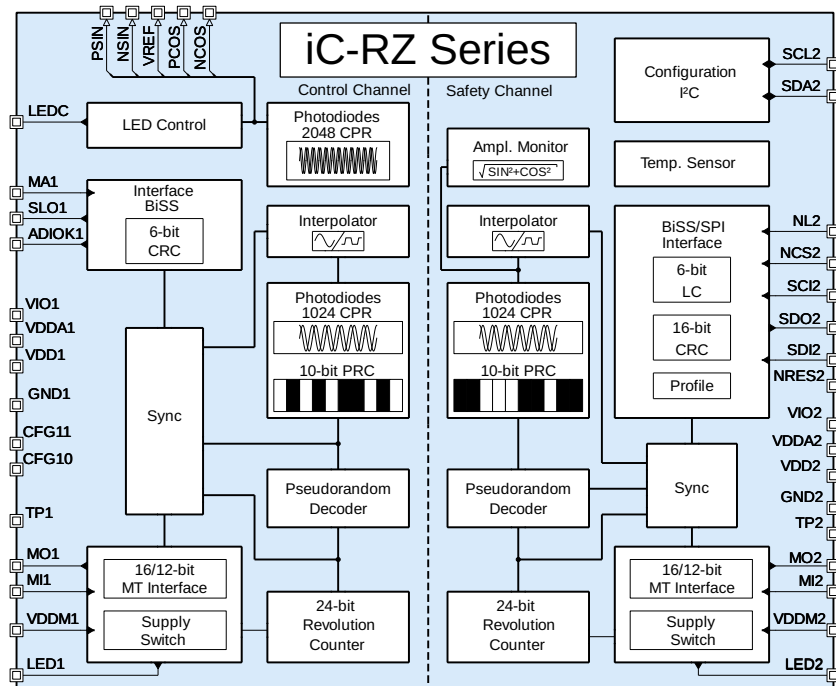 PSIN
NSIN
VREF
PCOS
NCOS
iC-RZ Series
Control Channel
Safety Channel
LEDC
LED Control
Photodiodes
2048 CPR
MA1
SLO1
ADIOK1
Interface
BiSS
6-bit
CRC
Interpolator
VIO1
VDDA1
VDD1
GND1
CFG11
CFG10
TP1
Photodiodes
1024 CPR
10-bit PRC
Sync
Pseudorandom
Decoder
MO1
MI1
VDDM1
LED1
16/12-bit
MT Interface
Supply
Switch
24-bit
Revolution
Counter
Ampl. Monitor
√SIN²+COS²
Interpolator
Photodiodes
1024 CPR
10-bit PRC
Pseudorandom
Decoder
24-bit
Revolution
Counter
Configuration
I²C
SCL2
SDA2
Temp. Sensor
BiSS/SPI
Interface
6-bit
LC
16-bit
CRC
Profile
NL2
NCS2
SCI2
SDO2
SDI2
NRES2
VIO2
VDDA2
VDD2
GND2
TP2
Sync
16/12-bit
MT Interface
Supply
Switch
MO2
MI2
VDDM2
LED2